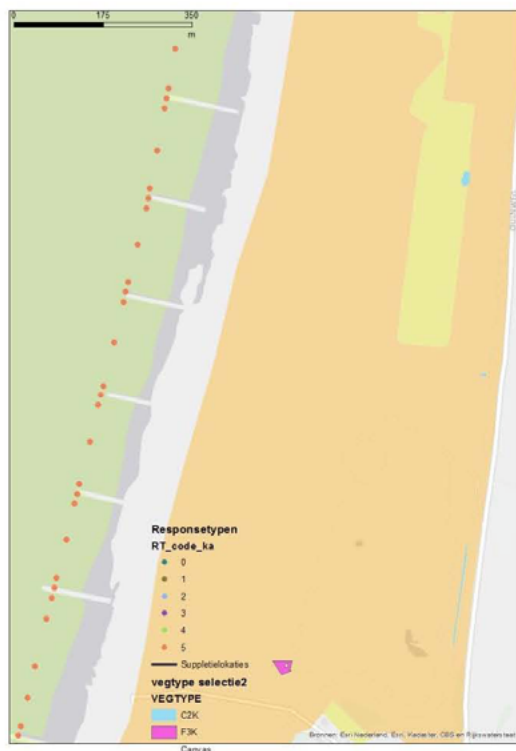 0 175 350
m
Responsetypen
RT_code_ka
0
1
2
3
4
5
Suppletielokaties
vegtype selectie2
VEGTYPE
C2K
F3K
Canvas
Bronnen: Esri Nederland, Esri, Kadaster, CBS en Rijkswaterstaat